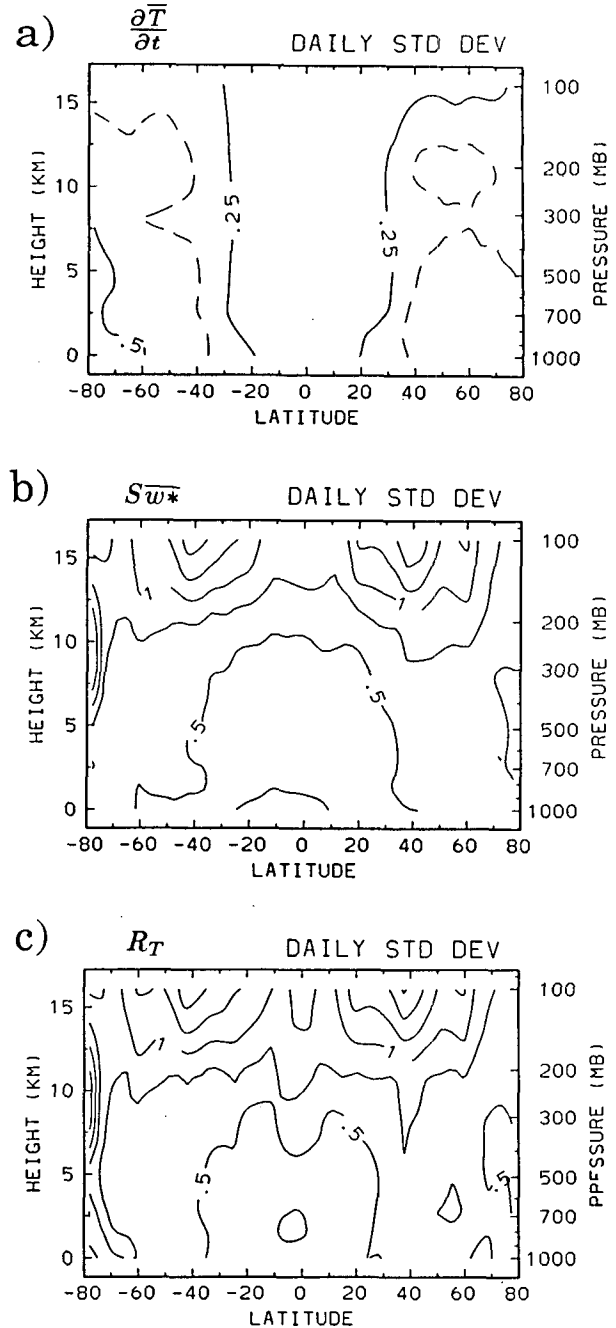 a) ∂T̅/∂t DAILY STD DEV
15
10
5
0
HEIGHT (KM)
.25
.25
.5
100
200
300
500
700
1000
PRESSURE (MB)
-80 -60 -40 -20 0 20 40 60 80
LATITUDE
b) Sw̅*̅ DAILY STD DEV
15
10
5
0
HEIGHT (KM)
1
1
.5
.5
100
200
300
500
700
1000
PRESSURE (MB)
-80 -60 -40 -20 0 20 40 60 80
LATITUDE
c) R_T DAILY STD DEV
15
10
5
0
HEIGHT (KM)
1
1
.5
.5
.5
100
200
300
500
700
1000
PPESSURE (MB)
-80 -60 -40 -20 0 20 40 60 80
LATITUDE